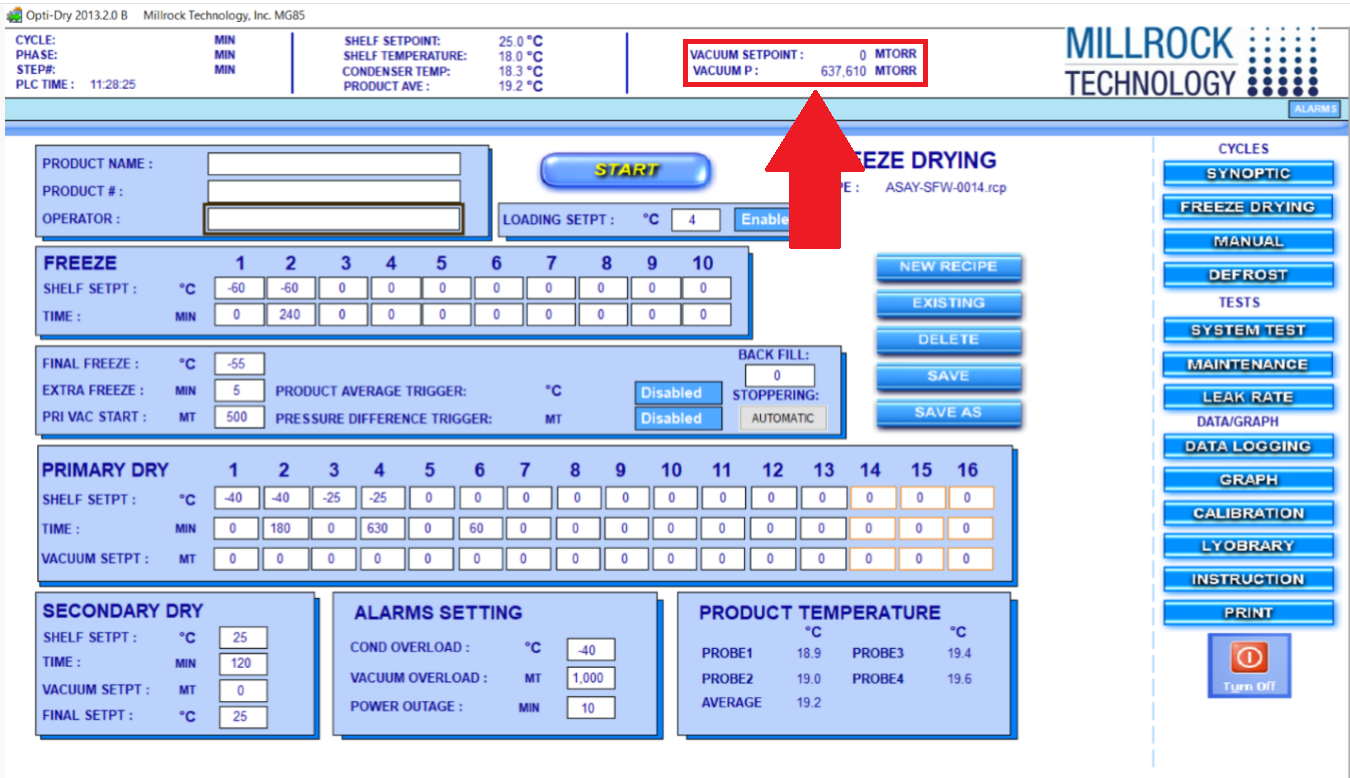 Opti-Dry 2013.2.0 B Millrock Technology, Inc. MG85
CYCLE: MIN
PHASE: MIN
STEP#: MIN
PLC TIME : 11:28:25
SHELF SETPOINT: 25.0 °C
SHELF TEMPERATURE: 18.0 °C
CONDENSER TEMP: 18.3 °C
PRODUCT AVE : 19.2 °C
VACUUM SETPOINT : 0 MTORR
VACUUM P : 637,610 MTORR
MILLROCK
TECHNOLOGY
ALARMS
PRODUCT NAME :
PRODUCT # :
OPERATOR :
START
EZE DRYING
E : ASAY-SFW-0014.rcp
LOADING SETPT : °C 4 Enable
FREEZE 1 2 3 4 5 6 7 8 9 10
SHELF SETPT : °C -60 -60 0 0 0 0 0 0 0 0
TIME : MIN 0 240 0 0 0 0 0 0 0 0
NEW RECIPE
EXISTING
DELETE
SAVE
SAVE AS
FINAL FREEZE : °C -55
EXTRA FREEZE : MIN 5 PRODUCT AVERAGE TRIGGER: °C Disabled
PRI VAC START : MT 500 PRESSURE DIFFERENCE TRIGGER: MT Disabled
BACK FILL:
0
STOPPERING:
AUTOMATIC
PRIMARY DRY 1 2 3 4 5 6 7 8 9 10 11 12 13 14 15 16
SHELF SETPT : °C -40 -40 -25 -25 0 0 0 0 0 0 0 0 0 0 0 0
TIME : MIN 0 180 0 630 0 60 0 0 0 0 0 0 0 0 0 0
VACUUM SETPT : MT 0 0 0 0 0 0 0 0 0 0 0 0 0 0 0 0
SECONDARY DRY
SHELF SETPT : °C 25
TIME : MIN 120
VACUUM SETPT : MT 0
FINAL SETPT : °C 25
ALARMS SETTING
COND OVERLOAD : °C -40
VACUUM OVERLOAD : MT 1,000
POWER OUTAGE : MIN 10
PRODUCT TEMPERATURE
°C °C
PROBE1 18.9 PROBE3 19.4
PROBE2 19.0 PROBE4 19.6
AVERAGE 19.2
CYCLES
SYNOPTIC
FREEZE DRYING
MANUAL
DEFROST
TESTS
SYSTEM TEST
MAINTENANCE
LEAK RATE
DATA/GRAPH
DATA LOGGING
GRAPH
CALIBRATION
LYOBRARY
INSTRUCTION
PRINT
Turn Off